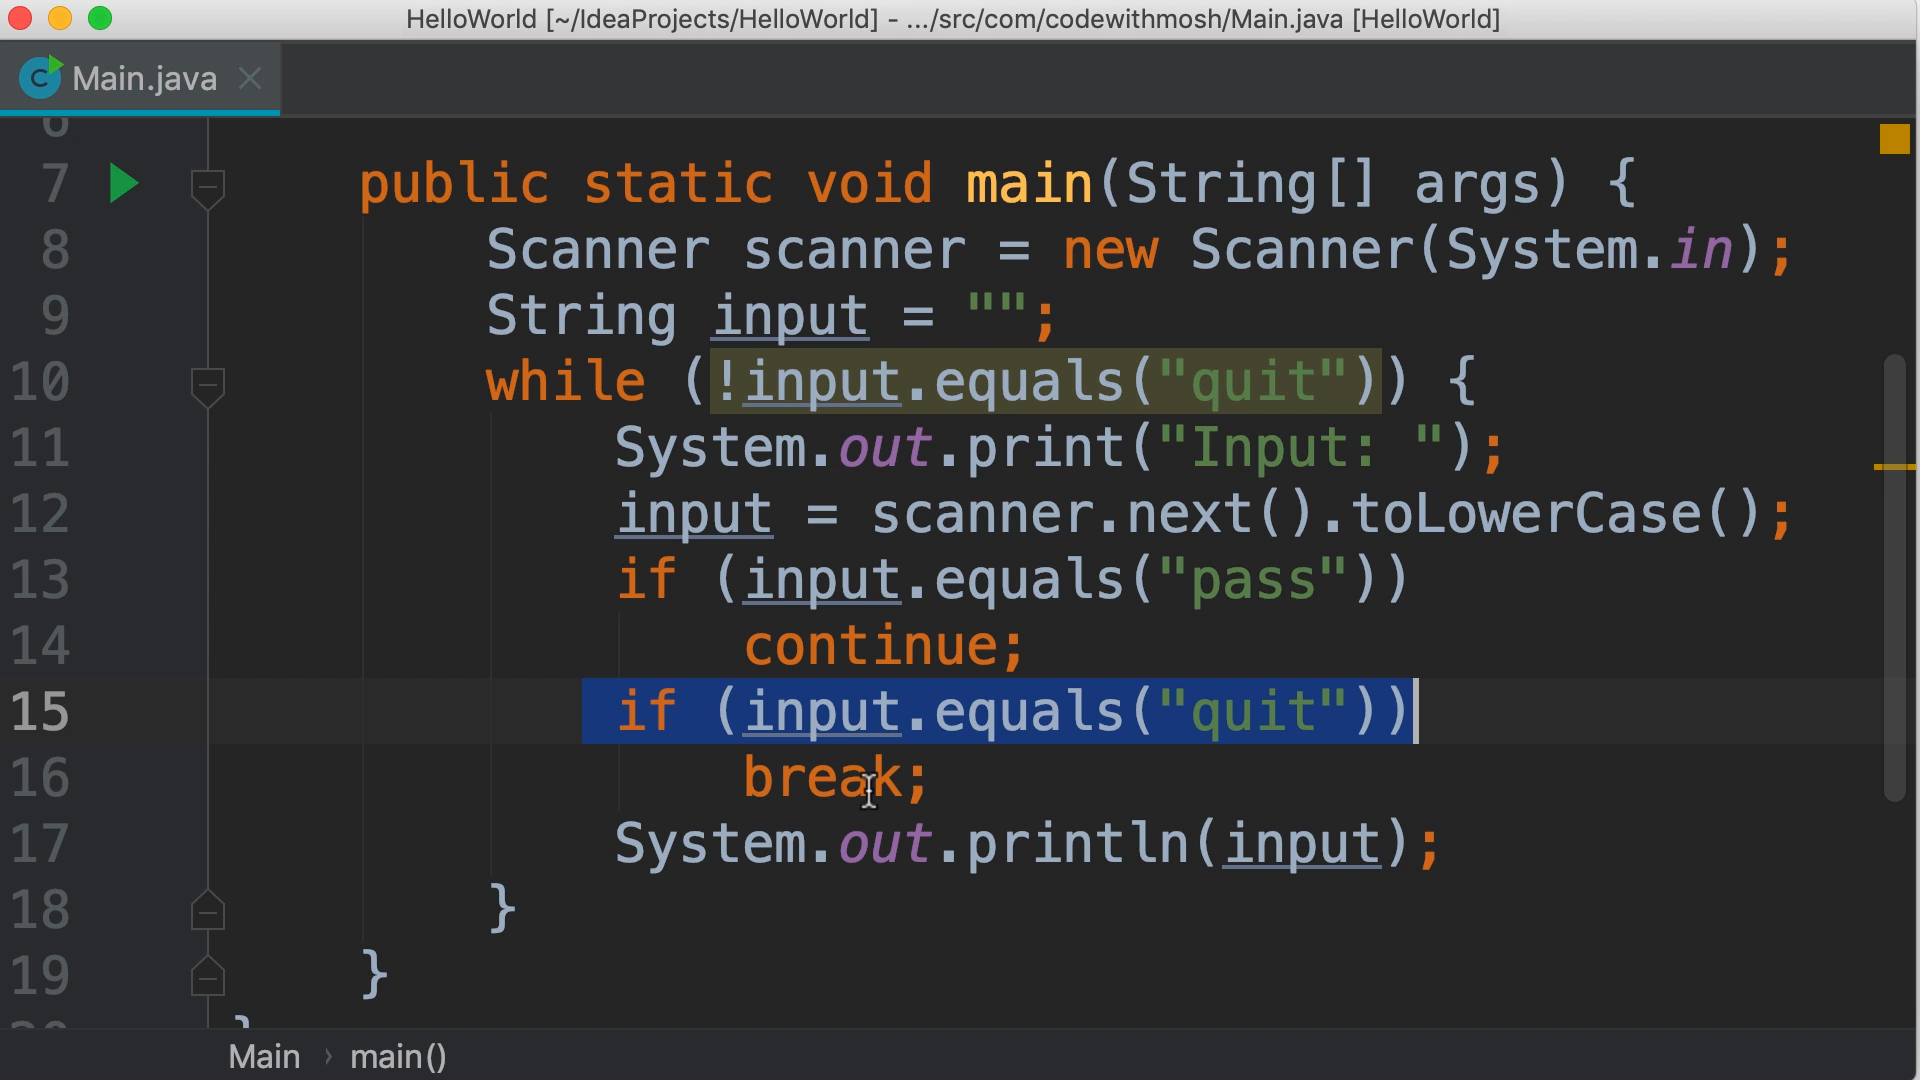 HelloWorld [~/IdeaProjects/HelloWorld] - .../src/com/codewithmosh/Main.java [HelloWorld]
C Main.java
7 public static void main(String[] args) {
8 Scanner scanner = new Scanner(System.in);
9 String input = "";
10 while (!input.equals("quit")) {
11 System.out.print("Input: ");
12 input = scanner.next().toLowerCase();
13 if (input.equals("pass"))
14 continue;
15 if (input.equals("quit"))
16 break;
17 System.out.println(input);
18 }
19 }
Main › main()